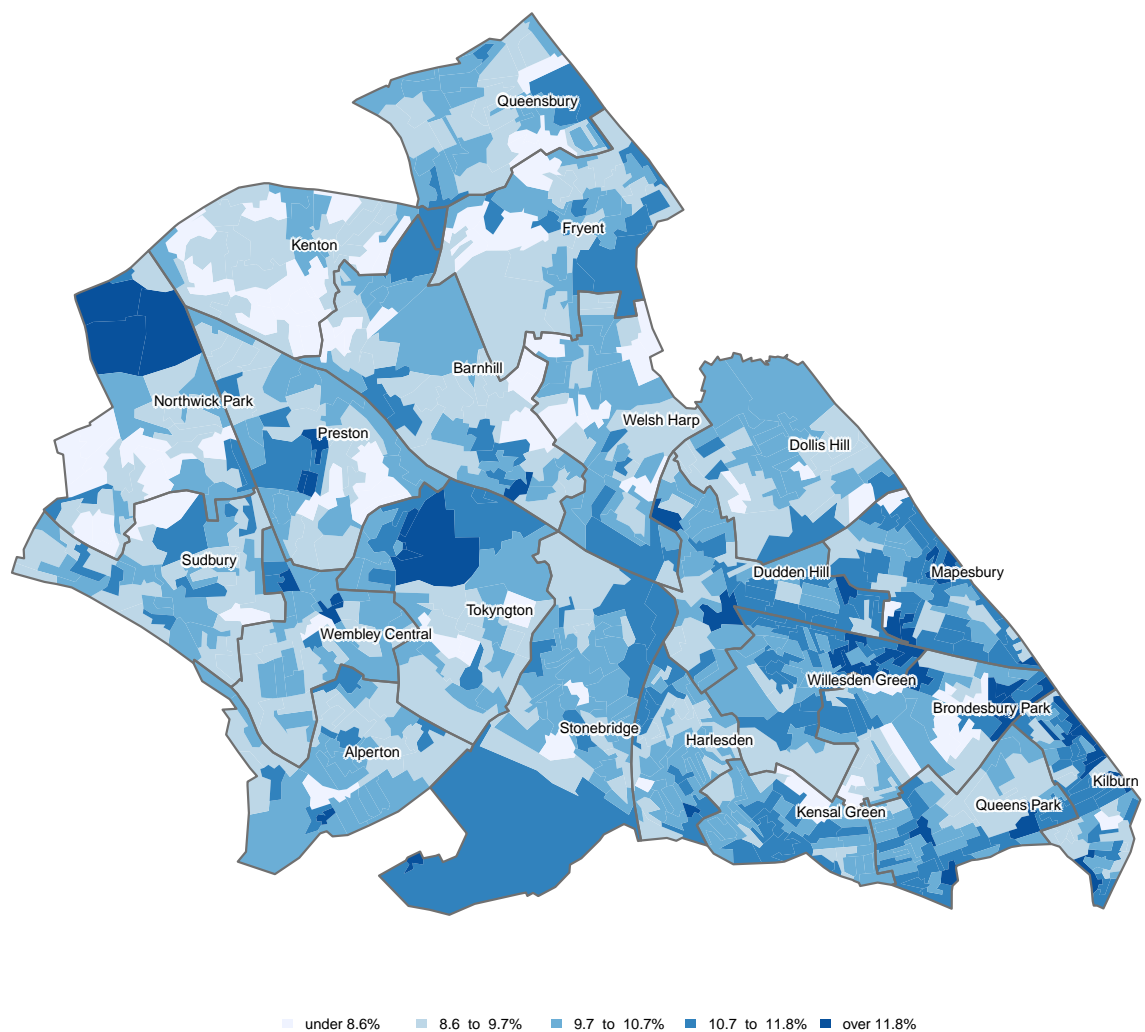 Queensbury
Fryent
Kenton
Barnhill
Northwick Park
Welsh Harp
Preston
Dollis Hill
Sudbury
Dudden Hill
Mapesbury
Tokyngton
Wembley Central
Willesden Green
Brondesbury Park
Stonebridge
Harlesden
Alperton
Kilburn
Queens Park
Kensal Green
under 8.6% 8.6 to 9.7% 9.7 to 10.7% 10.7 to 11.8% over 11.8%